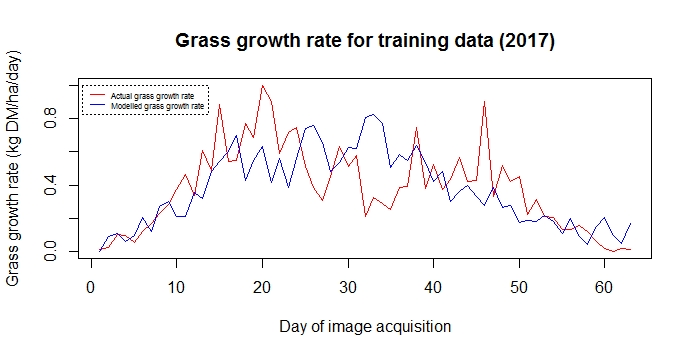 Grass growth rate for training data (2017)
Grass growth rate (kg DM/ha/day)
Actual grass growth rate
Modelled grass growth rate
0.8
0.4
0.0
0 10 20 30 40 50 60
Day of image acquisition